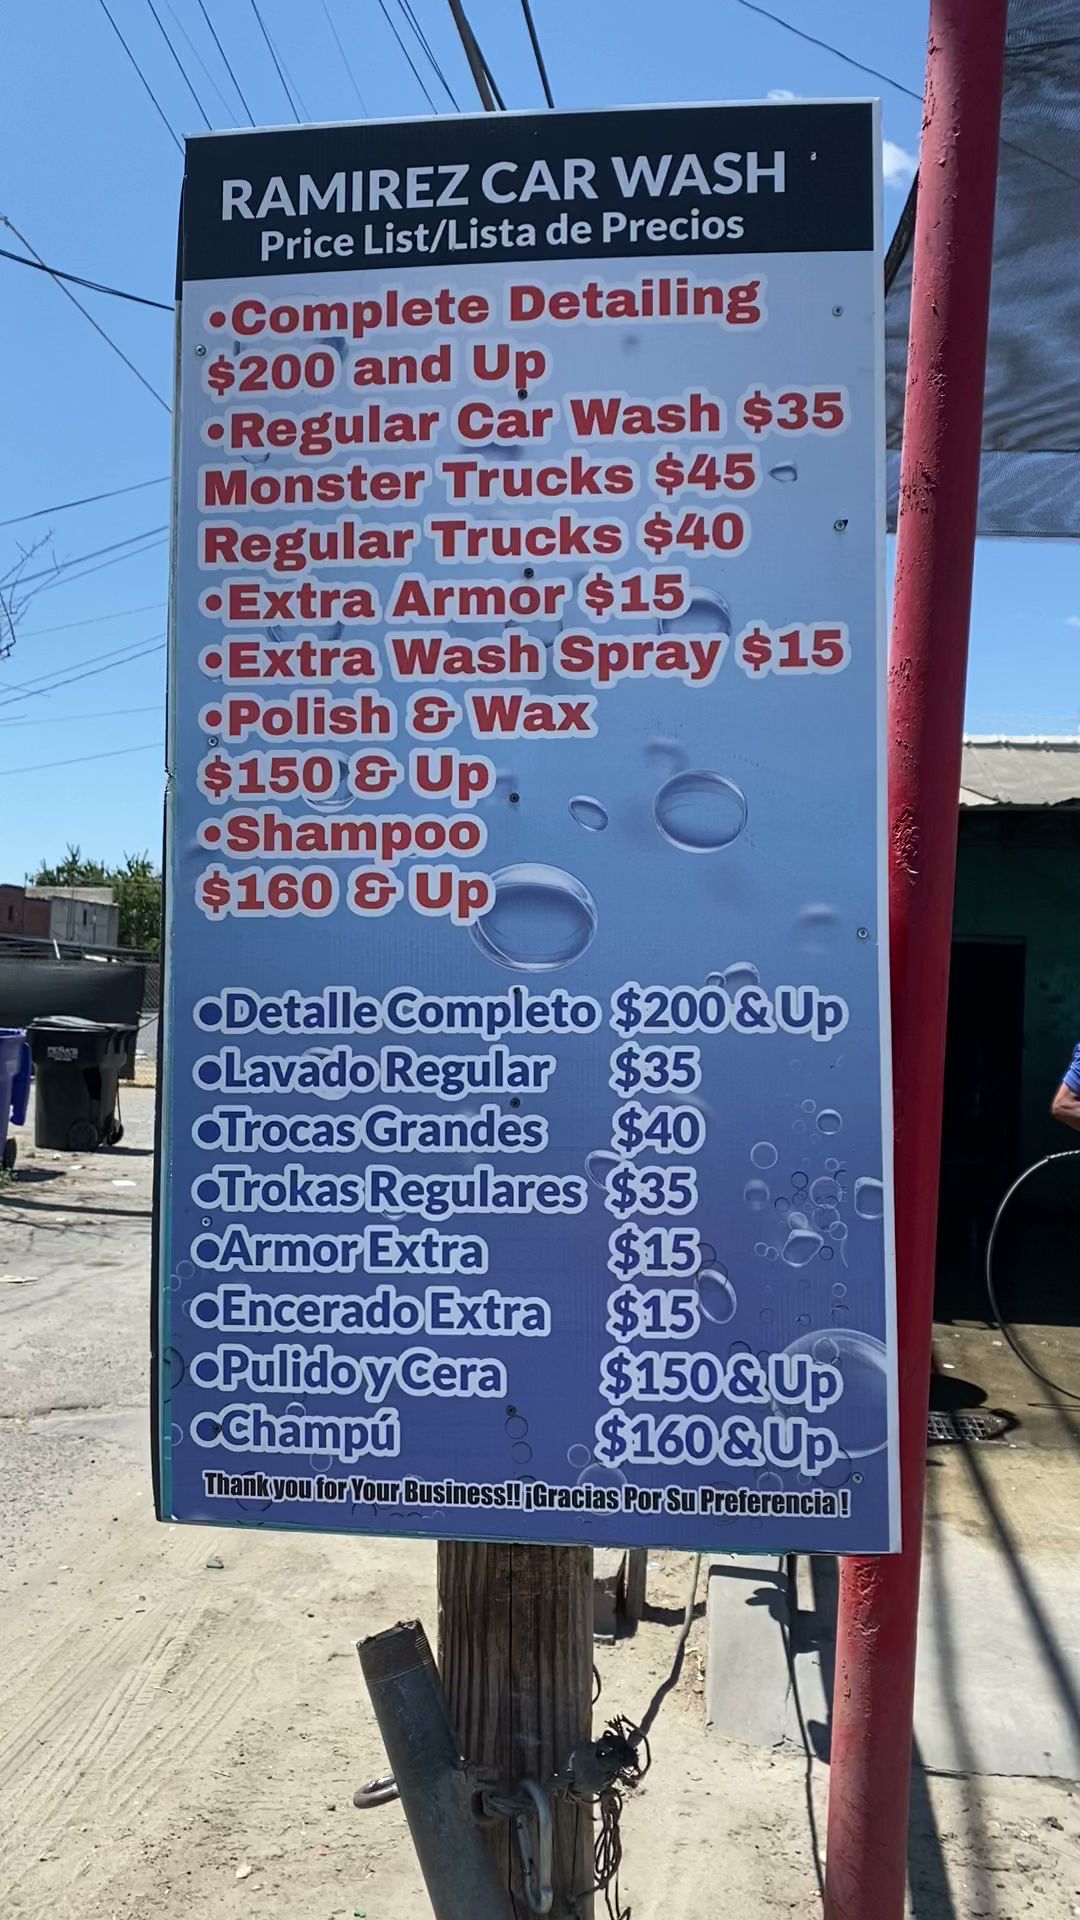 RAMIREZ CAR WASH
Price List/Lista de Precios
•Complete Detailing
$200 and Up
•Regular Car Wash $35
Monster Trucks $45
Regular Trucks $40
•Extra Armor $15
•Extra Wash Spray $15
•Polish & Wax
$150 & Up
•Shampoo
$160 & Up
•Detalle Completo $200 & Up
•Lavado Regular $35
•Trocas Grandes $40
•Trokas Regulares $35
•Armor Extra $15
•Encerado Extra $15
•Pulido y Cera $150 & Up
•Champú $160 & Up
Thank you for Your Business!! ¡Gracias Por Su Preferencia !
PEÑA'S